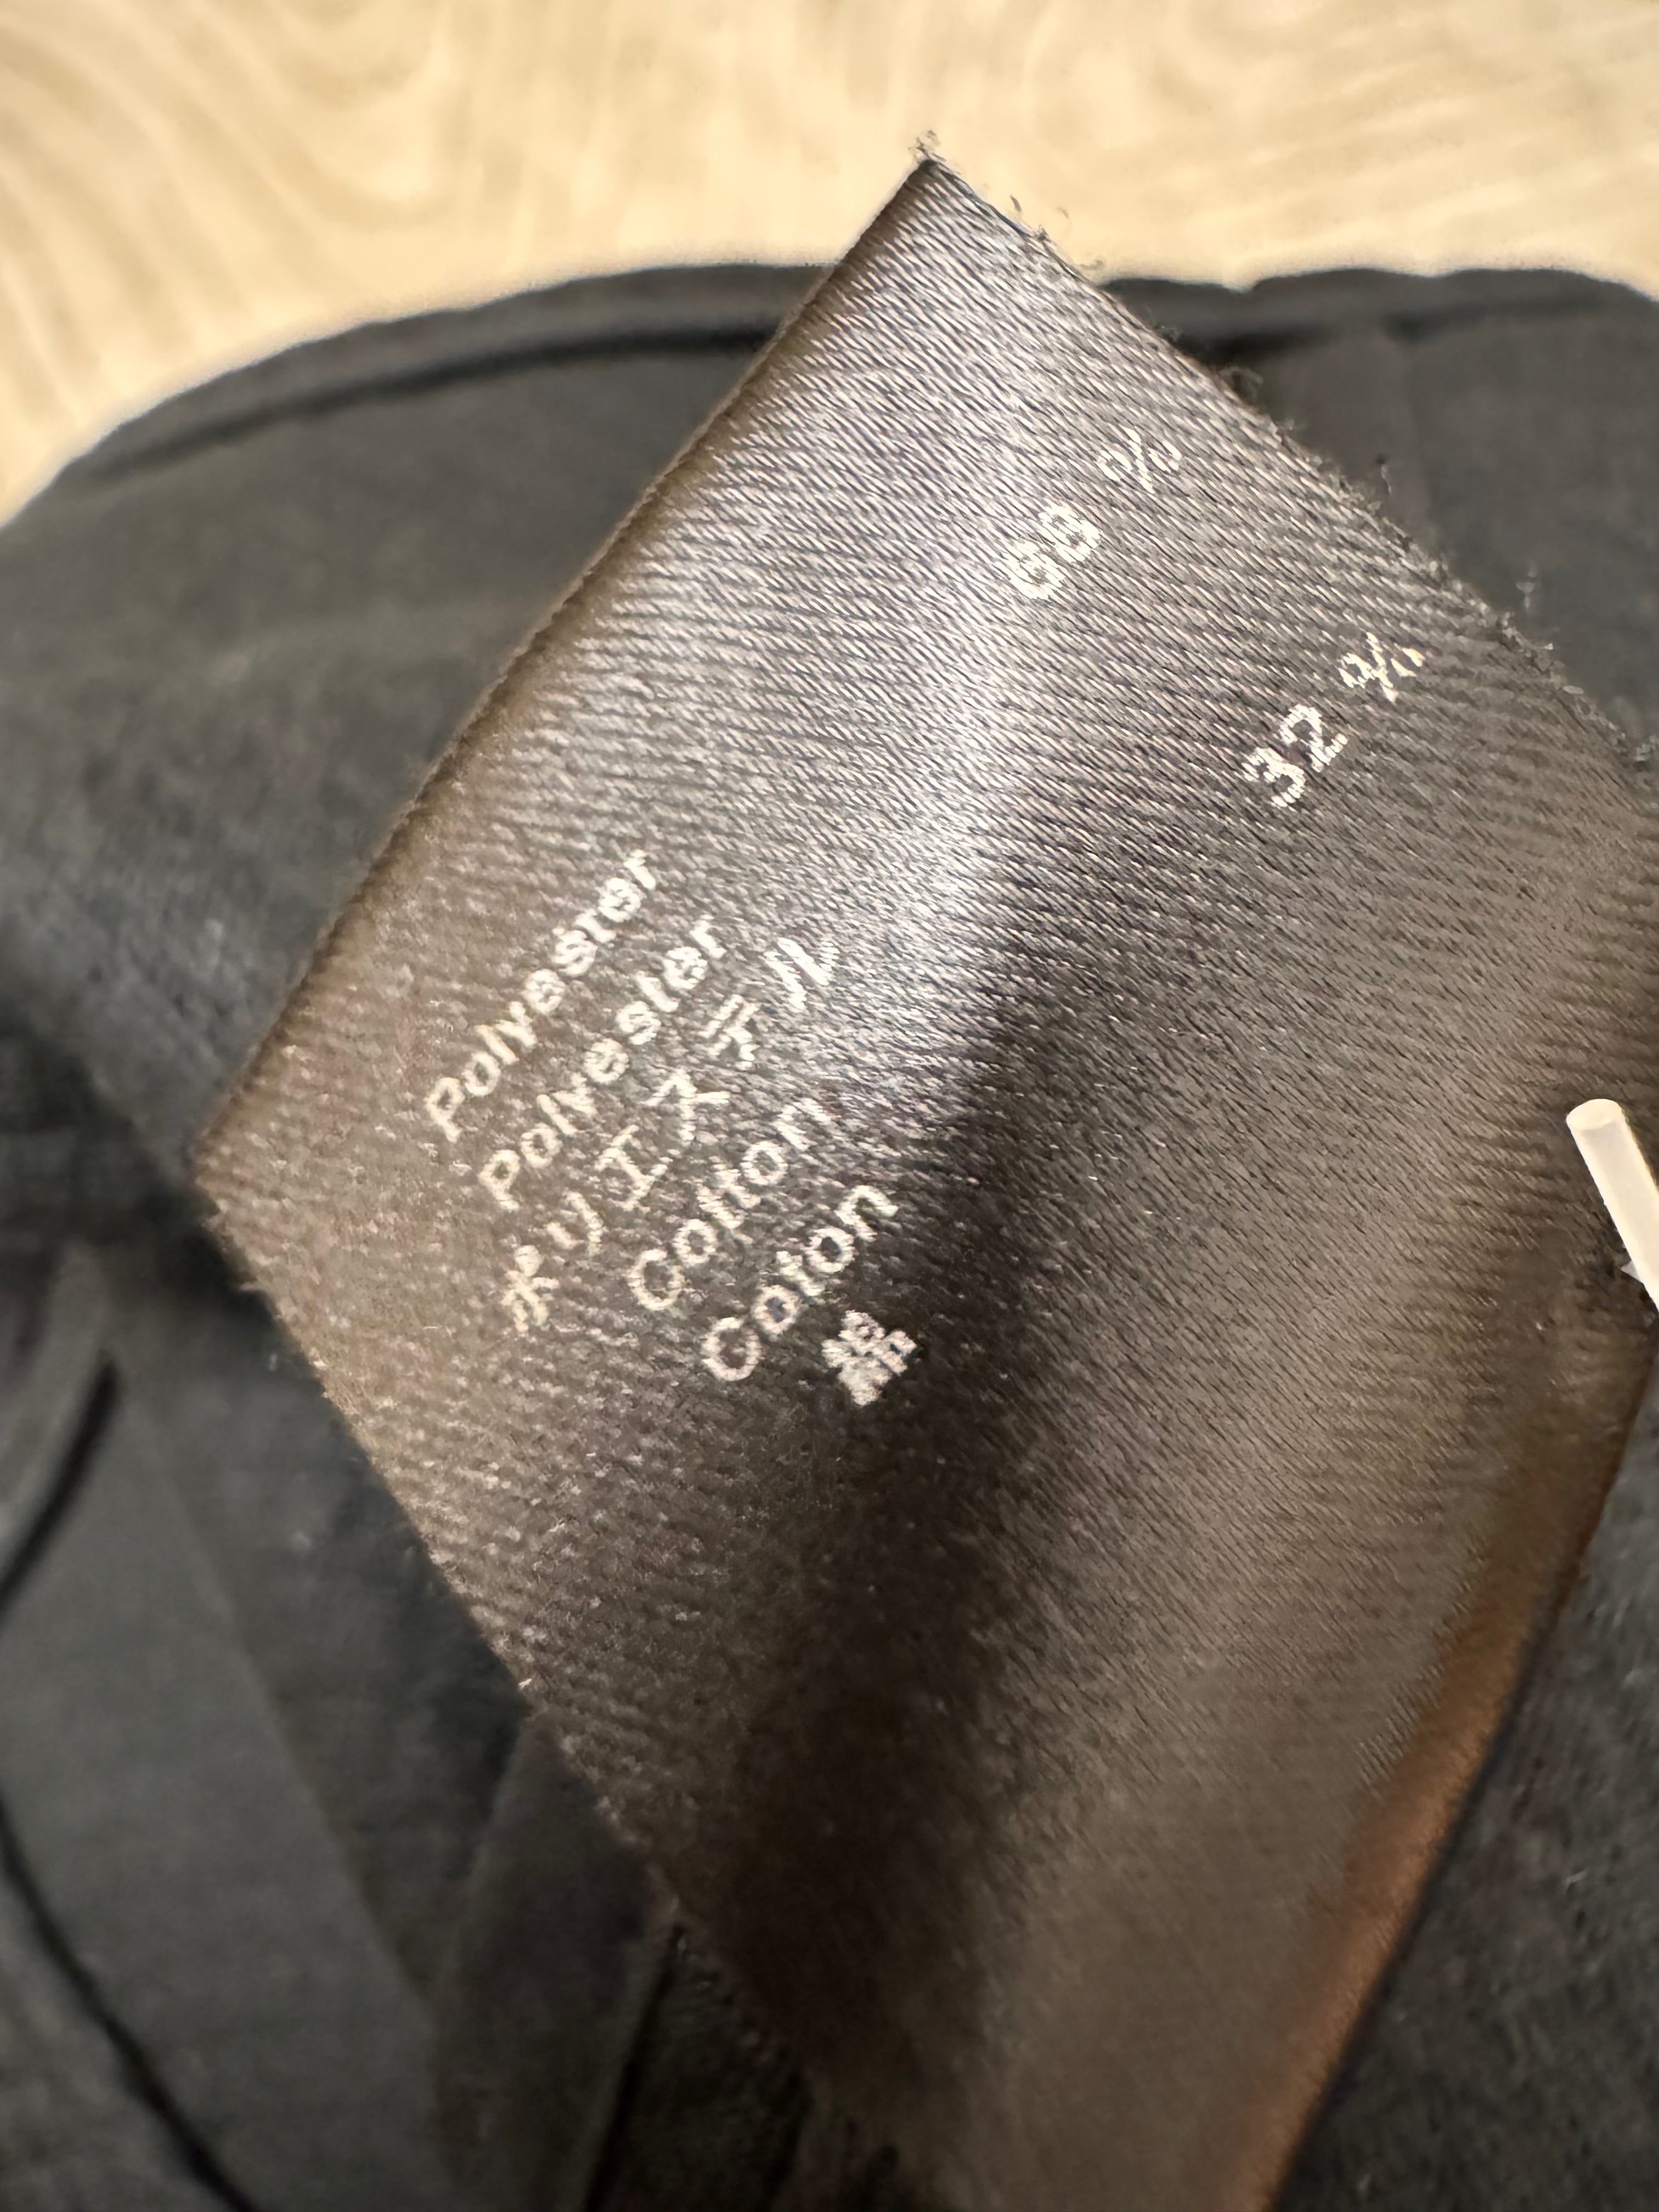 Polyester 68 %
Polyester
ポリエステル
Cotton 32 %
Coton
綿